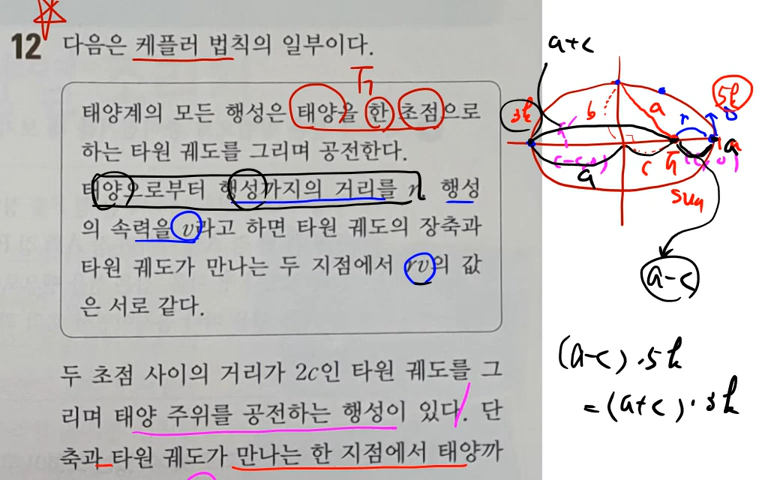 12 다음은 케플러 법칙의 일부이다.
태양계의 모든 행성은 태양을 한 초점으로
하는 타원 궤도를 그리며 공전한다.
태양으로부터 행성까지의 거리를 r, 행성
의 속력을 v라고 하면 타원 궤도의 장축과
타원 궤도가 만나는 두 지점에서 rv의 값
은 서로 같다.
두 초점 사이의 거리가 2c인 타원 궤도를 그
리며 태양 주위를 공전하는 행성이 있다. 단
축과 타원 궤도가 만나는 한 지점에서 태양까
a+c
3k
5k
b
a
r
a
c
a
sun
a-c
(a-c)·5k
=(a+c)·3k